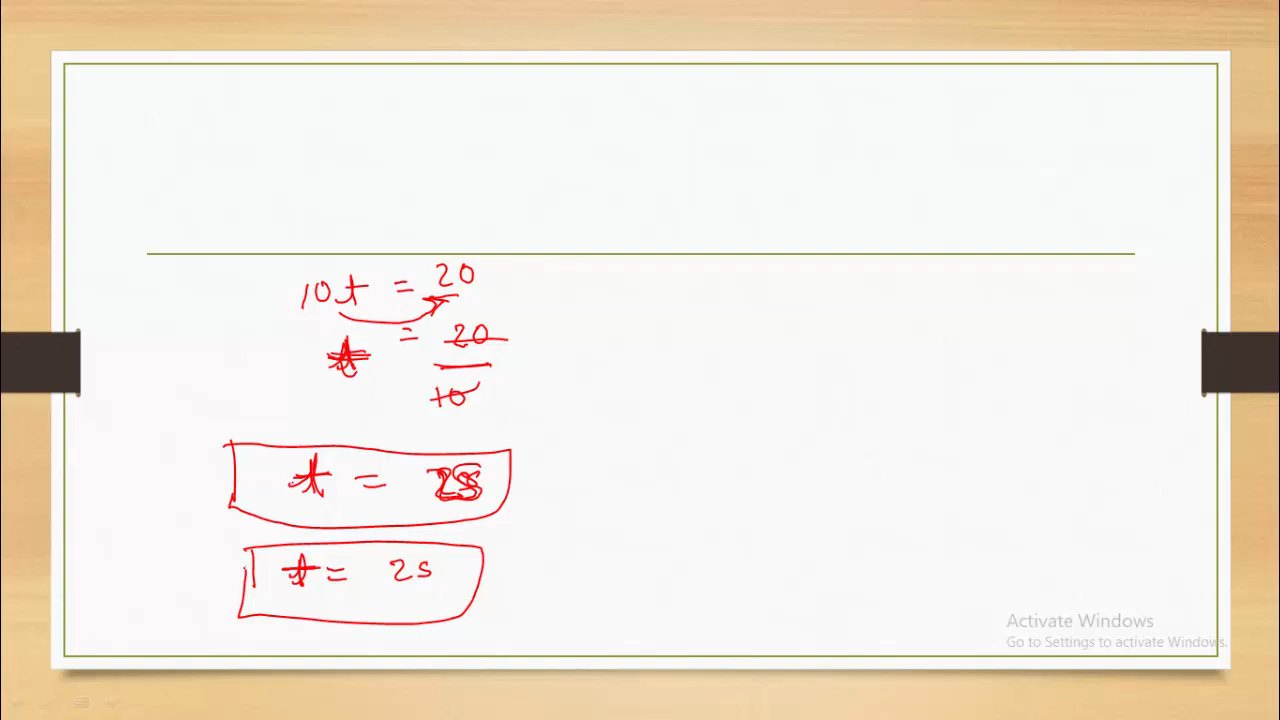 10t = 20
t = 20
10
t = 2s
t = 2s
Activate Windows
Go to Settings to activate Windows.